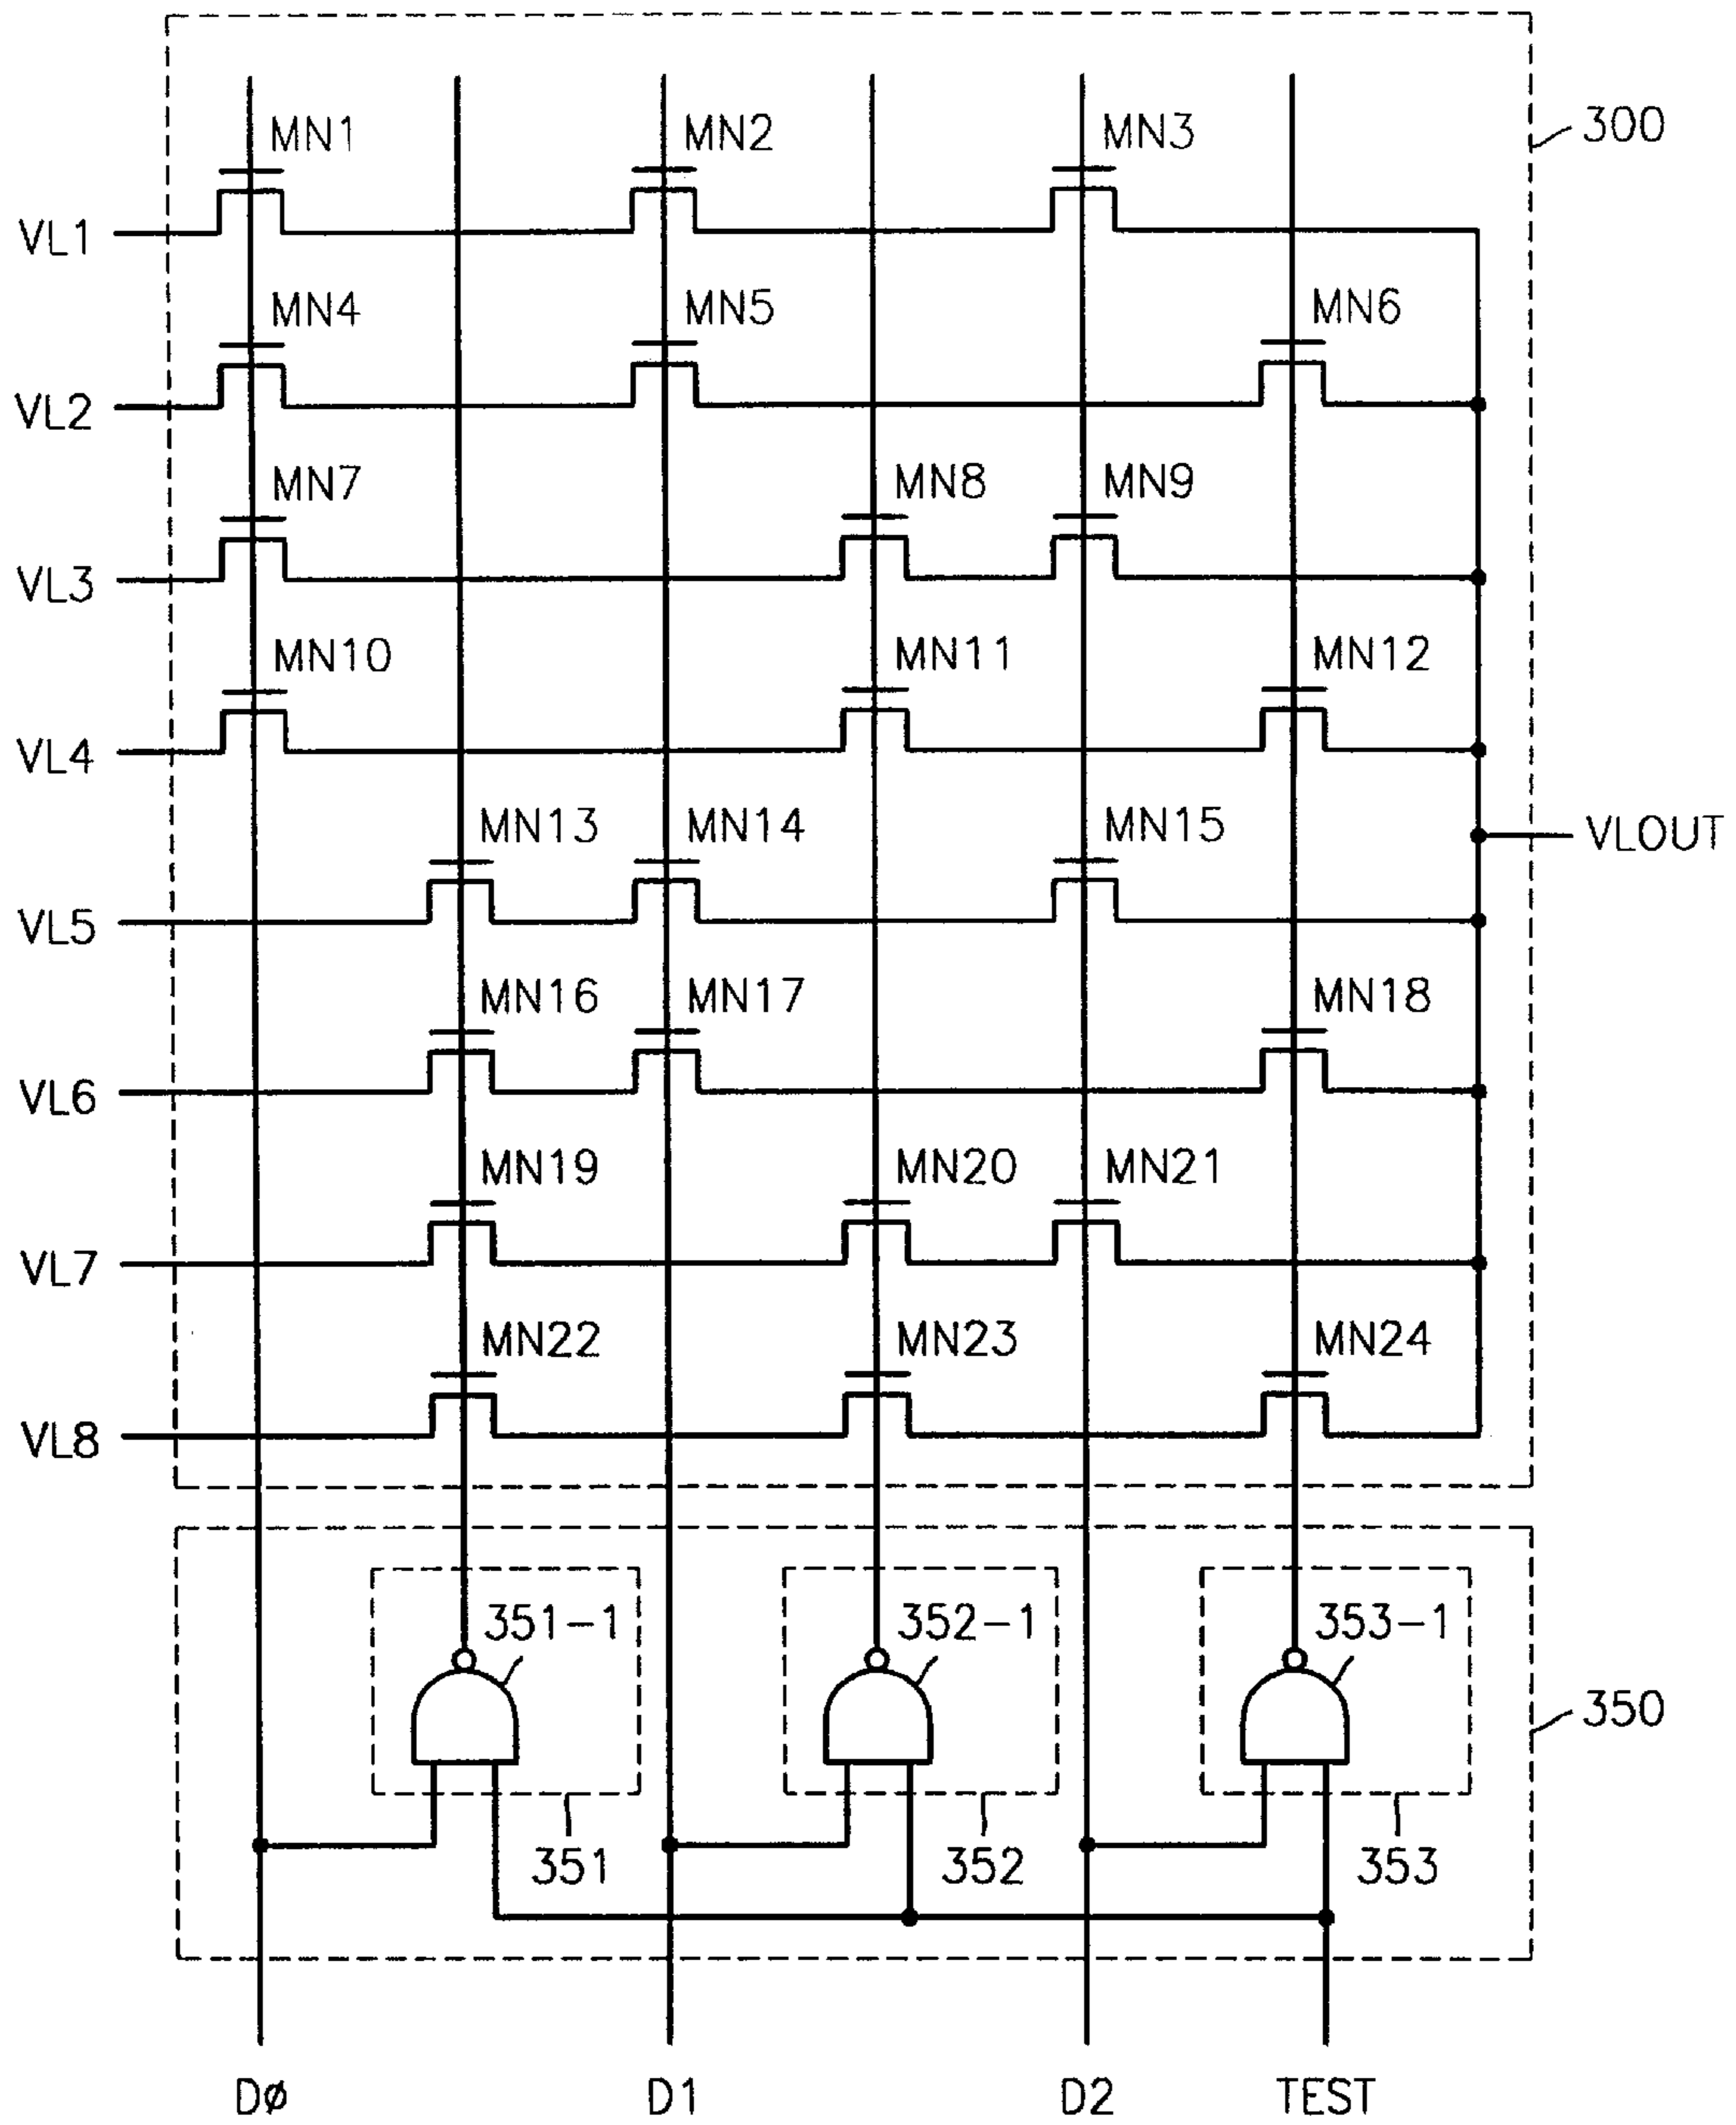 300
MN1 MN2 MN3
VL1
MN4 MN5 MN6
VL2
MN7 MN8 MN9
VL3
MN10 MN11 MN12
VL4
MN13 MN14 MN15
VLOUT
VL5
MN16 MN17 MN18
VL6
MN19 MN20 MN21
VL7
MN22 MN23 MN24
VL8
351-1 352-1 353-1
350
351 352 353
DØ D1 D2 TEST